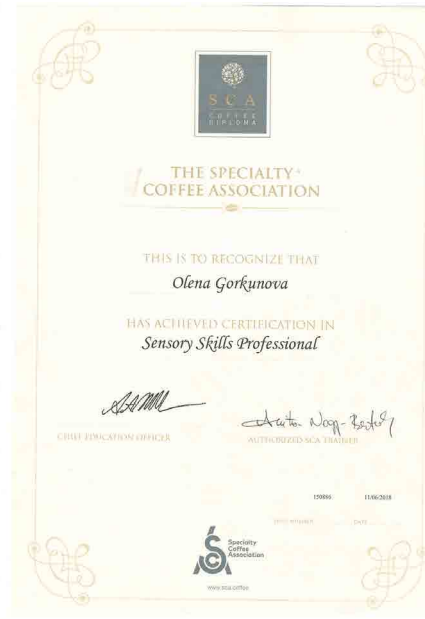 SCA
COFFEE
DIPLOMA
THE SPECIALTY
COFFEE ASSOCIATION
THIS IS TO RECOGNIZE THAT
Olena Gorkunova
HAS ACHIEVED CERTIFICATION IN
Sensory Skills Professional
CHIEF EDUCATION OFFICER
AUTHORIZED SCA TRAINER
150886 11/06/2018
DATE
Specialty
Coffee
Association
www.sca.coffee